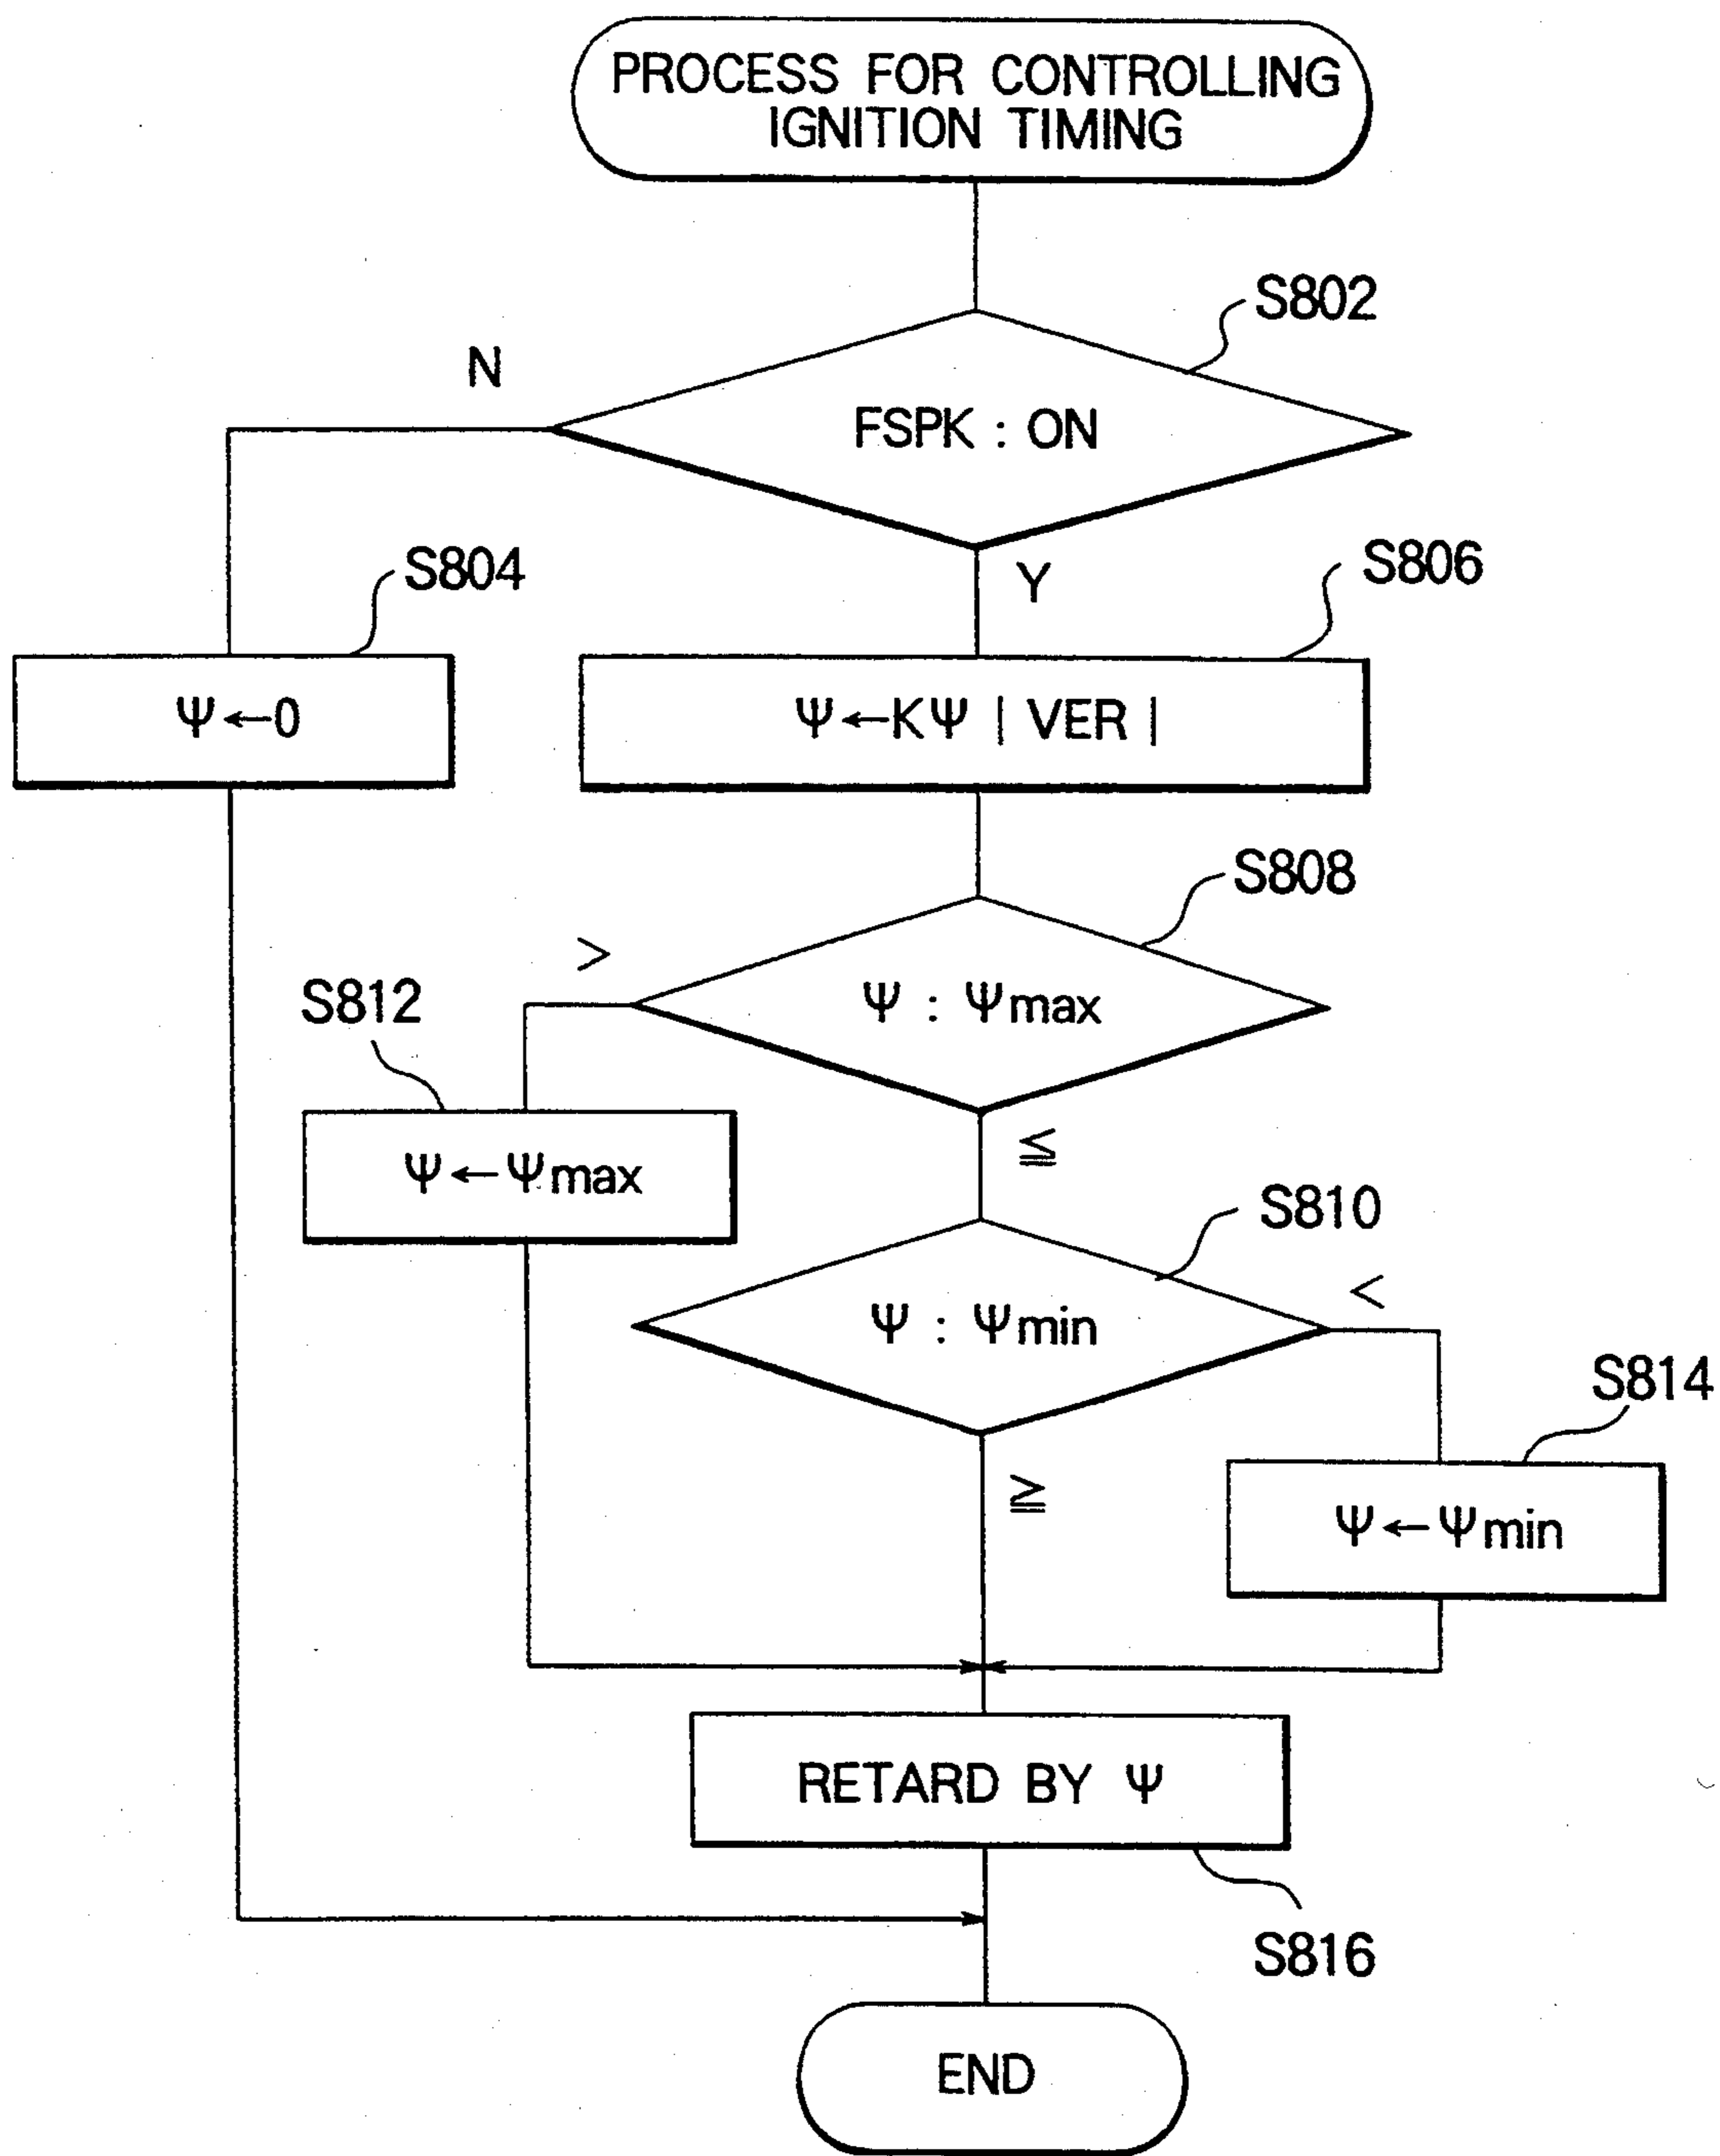 PROCESS FOR CONTROLLING
IGNITION TIMING
S802
N
FSPK : ON
S804
Y
S806
Ψ←0
Ψ←KΨ | VER |
S808
>
Ψ : Ψmax
S812
Ψ←Ψmax
≦
S810
<
Ψ : Ψmin
S814
≧
Ψ←Ψmin
RETARD BY Ψ
S816
END